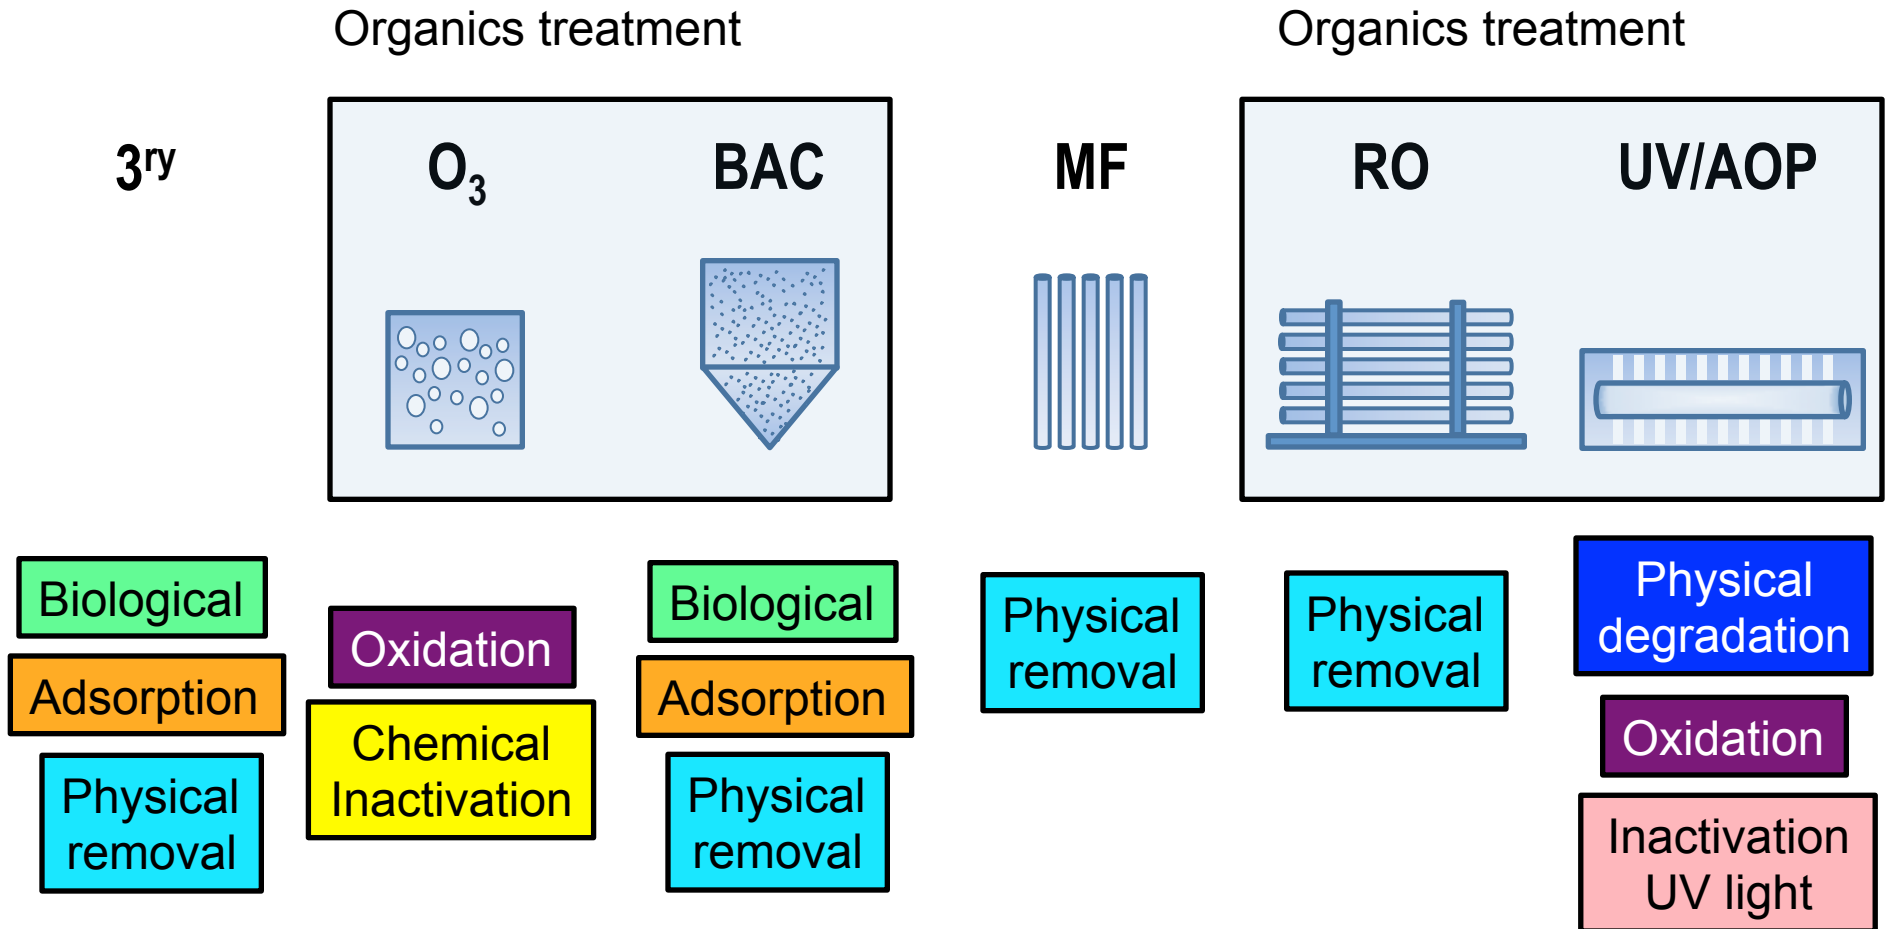 Organics treatment
Organics treatment
3ry
O3
BAC
MF
RO
UV/AOP
Biological
Adsorption
Physical
removal
Oxidation
Chemical
Inactivation
Biological
Adsorption
Physical
removal
Physical
removal
Physical
removal
Physical
degradation
Oxidation
Inactivation
UV light